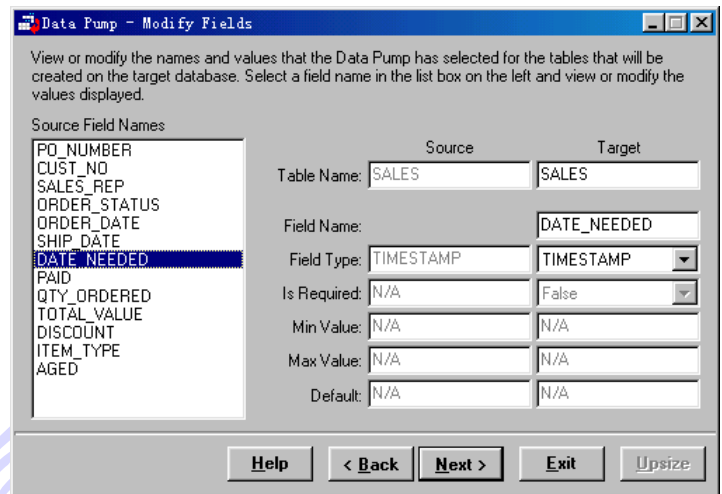 Data Pump - Modify Fields
View or modify the names and values that the Data Pump has selected for the tables that will be
created on the target database. Select a field name in the list box on the left and view or modify the
values displayed.
Source Field Names
PO_NUMBER
CUST_NO
SALES_REP
ORDER_STATUS
ORDER_DATE
SHIP_DATE
DATE_NEEDED
PAID
QTY_ORDERED
TOTAL_VALUE
DISCOUNT
ITEM_TYPE
AGED
Source Target
Table Name: SALES SALES
Field Name: DATE_NEEDED
Field Type: TIMESTAMP TIMESTAMP
Is Required: N/A False
Min Value: N/A N/A
Max Value: N/A N/A
Default: N/A N/A
Help < Back Next > Exit Upsize